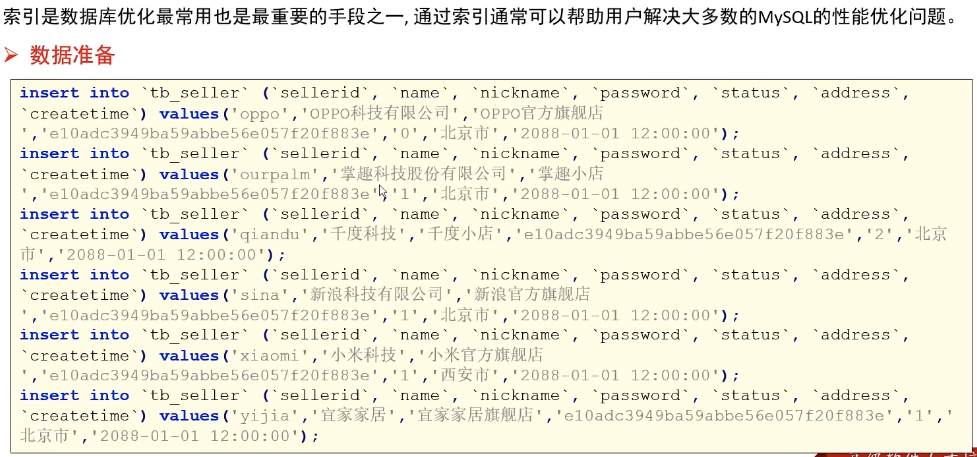 索引是数据库优化最常用也是最重要的手段之一, 通过索引通常可以帮助用户解决大多数的MySQL的性能优化问题。
➢ 数据准备
insert into `tb_seller` (`sellerid`, `name`, `nickname`, `password`, `status`, `address`,
`createtime`) values('oppo','OPPO科技有限公司','OPPO官方旗舰店
','e10adc3949ba59abbe56e057f20f883e','0','北京市','2088-01-01 12:00:00');
insert into `tb_seller` (`sellerid`, `name`, `nickname`, `password`, `status`, `address`,
`createtime`) values('ourpalm','掌趣科技股份有限公司','掌趣小店
','e10adc3949ba59abbe56e057f20f883e','1','北京市','2088-01-01 12:00:00');
insert into `tb_seller` (`sellerid`, `name`, `nickname`, `password`, `status`, `address`,
`createtime`) values('qiandu','千度科技','千度小店','e10adc3949ba59abbe56e057f20f883e','2','北京
市','2088-01-01 12:00:00');
insert into `tb_seller` (`sellerid`, `name`, `nickname`, `password`, `status`, `address`,
`createtime`) values('sina','新浪科技有限公司','新浪官方旗舰店
','e10adc3949ba59abbe56e057f20f883e','1','北京市','2088-01-01 12:00:00');
insert into `tb_seller` (`sellerid`, `name`, `nickname`, `password`, `status`, `address`,
`createtime`) values('xiaomi','小米科技','小米官方旗舰店
','e10adc3949ba59abbe56e057f20f883e','1','西安市','2088-01-01 12:00:00');
insert into `tb_seller` (`sellerid`, `name`, `nickname`, `password`, `status`, `address`,
`createtime`) values('yijia','宜家家居','宜家家居旗舰店','e10adc3949ba59abbe56e057f20f883e','1','
北京市','2088-01-01 12:00:00');